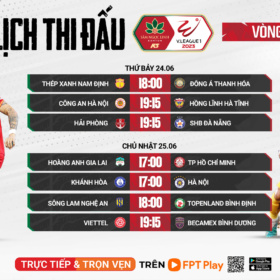 LỊCH THI ĐẤU
V.LEAGUE 1
2023
VÒNG
THỨ BẢY 24.06
THÉP XANH NAM ĐỊNH 18:00 ĐÔNG Á THANH HÓA
CÔNG AN HÀ NỘI 19:15 HỒNG LĨNH HÀ TĨNH
HẢI PHÒNG 19:15 SHB ĐÀ NẴNG
CHỦ NHẬT 25.06
HOÀNG ANH GIA LAI 17:00 TP HỒ CHÍ MINH
KHÁNH HÒA 17:00 HÀ NỘI
SÔNG LAM NGHỆ AN 18:00 TOPENLAND BÌNH ĐỊNH
VIETTEL 19:15 BECAMEX BÌNH DƯƠNG
TRỰC TIẾP & TRỌN VẸN TRÊN FPT Play